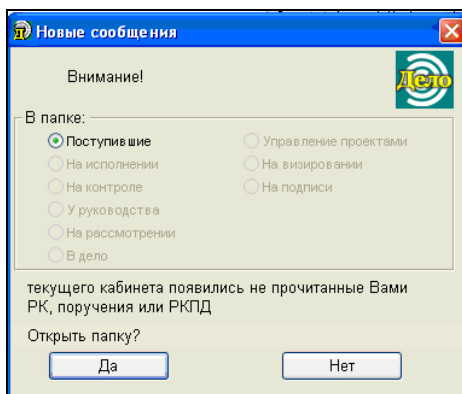 Новые сообщения
Внимание!
Дело
В папке:
Поступившие
Управление проектами
На исполнении
На визировании
На контроле
На подписи
У руководства
На рассмотрении
В дело
текущего кабинета появились не прочитанные Вами
РК, поручения или РКПД
Открыть папку?
Да
Нет